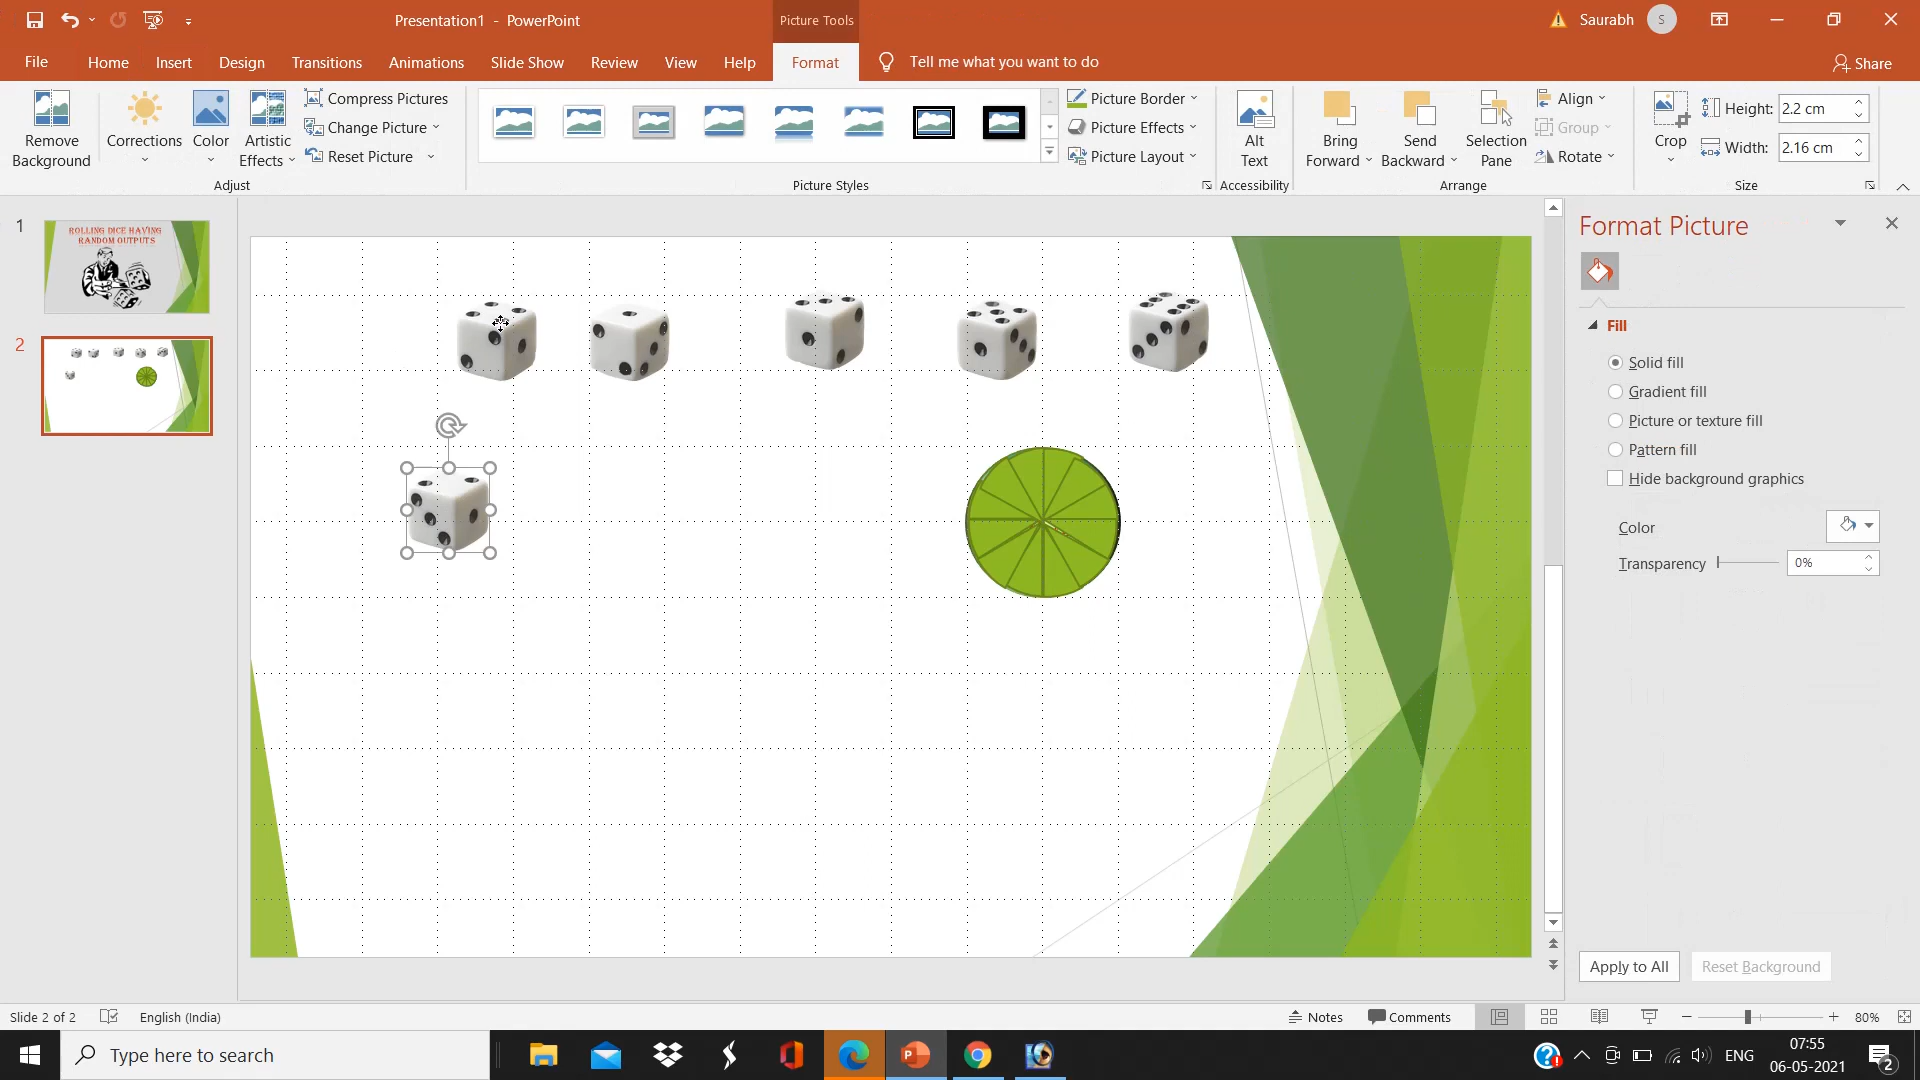 Presentation1 - PowerPoint
Picture Tools
Saurabh
S
File
Home
Insert
Design
Transitions
Animations
Slide Show
Review
View
Help
Format
Tell me what you want to do
Share
Remove Background
Corrections
Color
Artistic Effects
Compress Pictures
Change Picture
Reset Picture
Adjust
Picture Styles
Picture Border
Picture Effects
Picture Layout
Alt Text
Accessibility
Bring Forward
Send Backward
Selection Pane
Align
Group
Rotate
Arrange
Crop
Height: 2.2 cm
Width: 2.16 cm
Size
1
ROLLING DICE HAVING
RANDOM OUTPUTS
2
Format Picture
Fill
Solid fill
Gradient fill
Picture or texture fill
Pattern fill
Hide background graphics
Color
Transparency
0%
Apply to All
Reset Background
Slide 2 of 2
English (India)
Notes
Comments
80%
Type here to search
ENG
07:55
06-05-2021
2